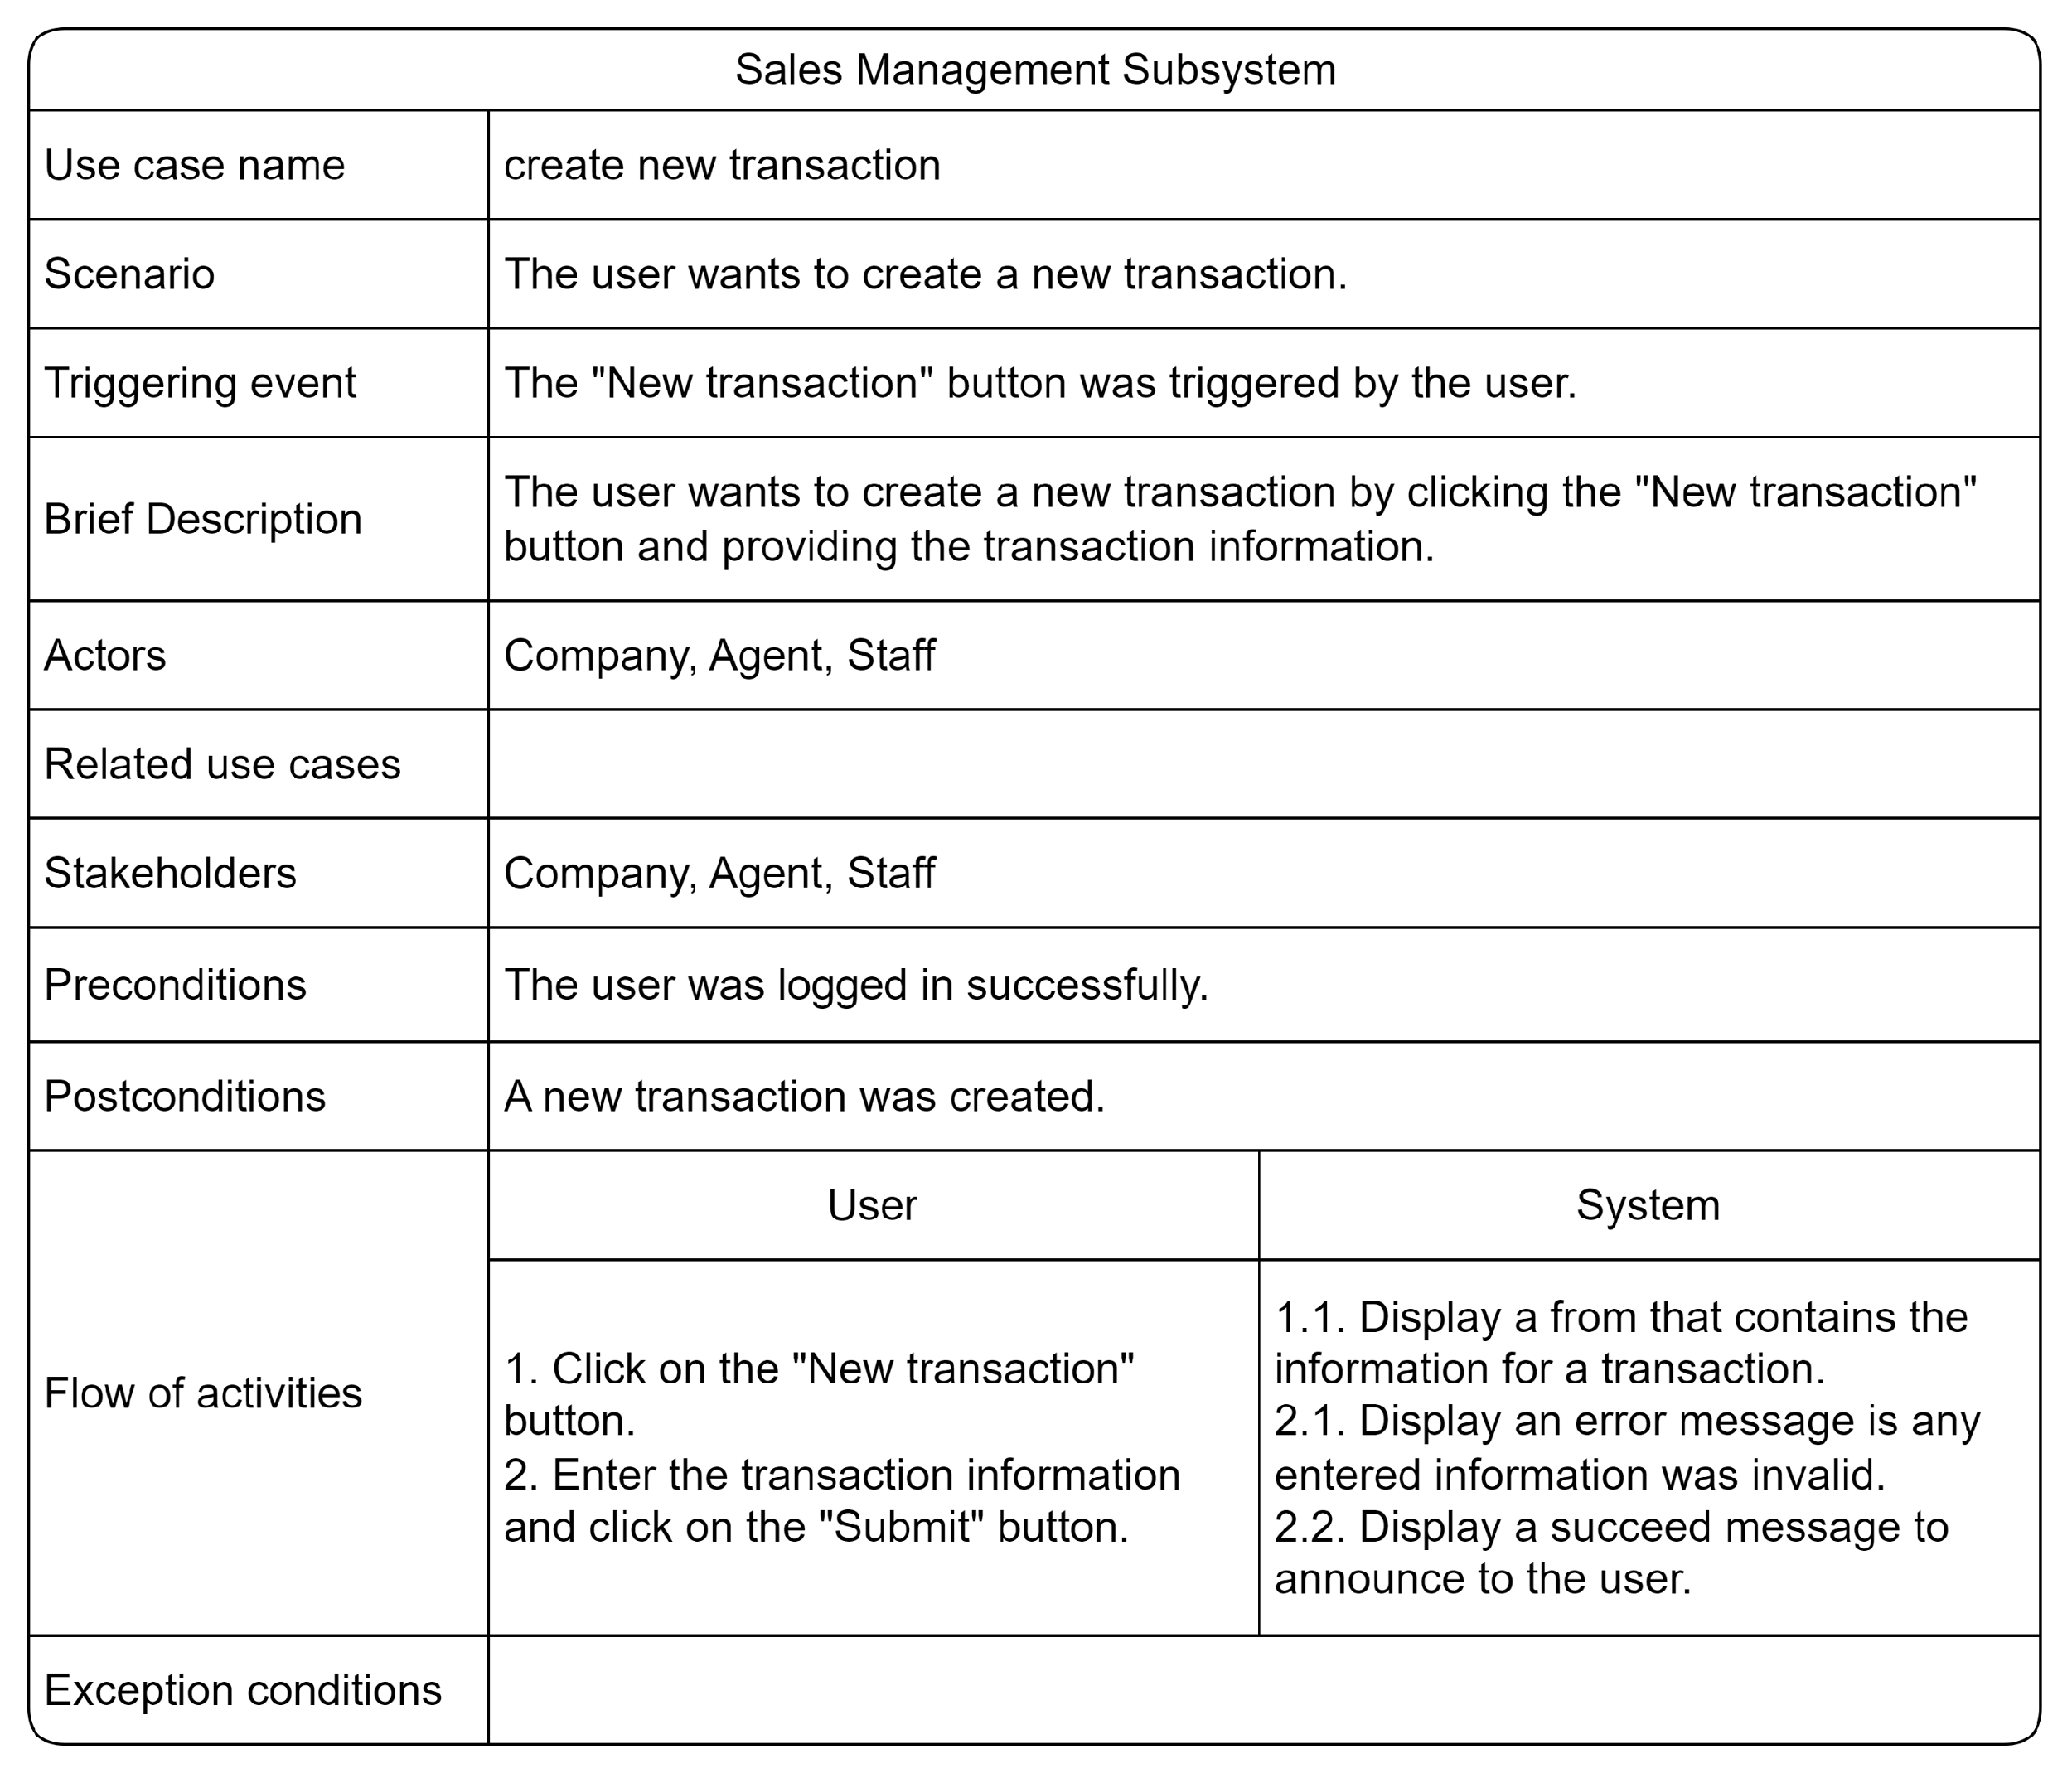 Sales Management Subsystem
Use case name
create new transaction
Scenario
The user wants to create a new transaction.
Triggering event
The "New transaction" button was triggered by the user.
Brief Description
The user wants to create a new transaction by clicking the "New transaction"
button and providing the transaction information.
Actors
Company, Agent, Staff
Related use cases
Stakeholders
Company, Agent, Staff
Preconditions
The user was logged in successfully.
Postconditions
A new transaction was created.
Flow of activities
User
System
1. Click on the "New transaction"
button.
2. Enter the transaction information
and click on the "Submit" button.
1.1. Display a from that contains the
information for a transaction.
2.1. Display an error message is any
entered information was invalid.
2.2. Display a succeed message to
announce to the user.
Exception conditions